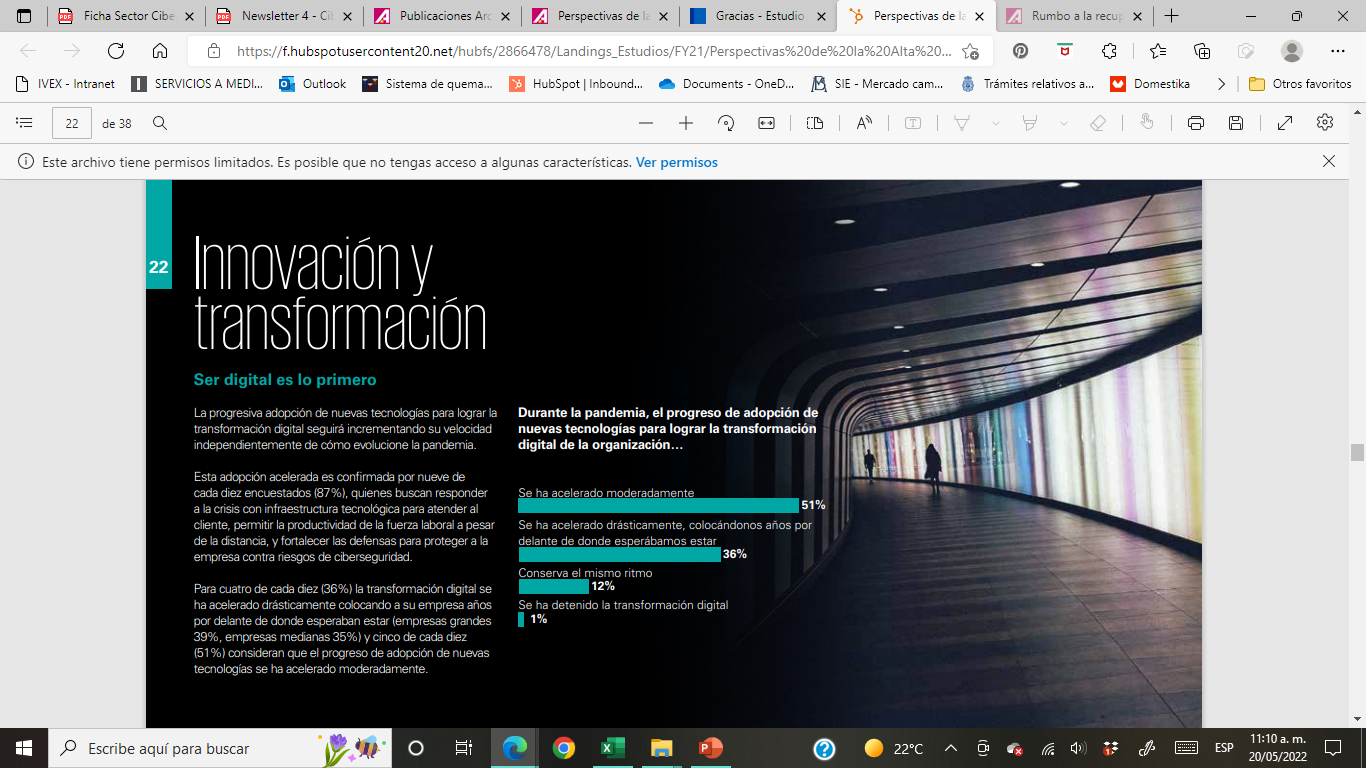 Ficha Sector Cibe
Newsletter 4 - Cib
Publicaciones Arc
Perspectivas de la
Gracias - Estudio
Perspectivas de la
Rumbo a la recup
https://f.hubspotusercontent20.net/hubfs/2866478/Landings_Estudios/FY21/Perspectivas%20de%20la%20Alta%20...
IVEX - Intranet
SERVICIOS A MEDI...
Outlook
Sistema de quema...
HubSpot | Inbound...
Documents - OneD...
SIE - Mercado cam...
Trámites relativos a...
Domestika
Otros favoritos
22 de 38
Este archivo tiene permisos limitados. Es posible que no tengas acceso a algunas características. Ver permisos
22
Innovación y
transformación
Ser digital es lo primero
La progresiva adopción de nuevas tecnologías para lograr la
transformación digital seguirá incrementando su velocidad
independientemente de cómo evolucione la pandemia.
Esta adopción acelerada es confirmada por nueve de
cada diez encuestados (87%), quienes buscan responder
a la crisis con infraestructura tecnológica para atender al
cliente, permitir la productividad de la fuerza laboral a pesar
de la distancia, y fortalecer las defensas para proteger a la
empresa contra riesgos de ciberseguridad.
Para cuatro de cada diez (36%) la transformación digital se
ha acelerado drásticamente colocando a su empresa años
por delante de donde esperaban estar (empresas grandes
39%, empresas medianas 35%) y cinco de cada diez
(51%) consideran que el progreso de adopción de nuevas
tecnologías se ha acelerado moderadamente.
Durante la pandemia, el progreso de adopción de
nuevas tecnologías para lograr la transformación
digital de la organización…
Se ha acelerado moderadamente
51%
Se ha acelerado drásticamente, colocándonos años por
delante de donde esperábamos estar
36%
Conserva el mismo ritmo
12%
Se ha detenido la transformación digital
1%
Escribe aquí para buscar
22°C
ESP
11:10 a. m.
20/05/2022